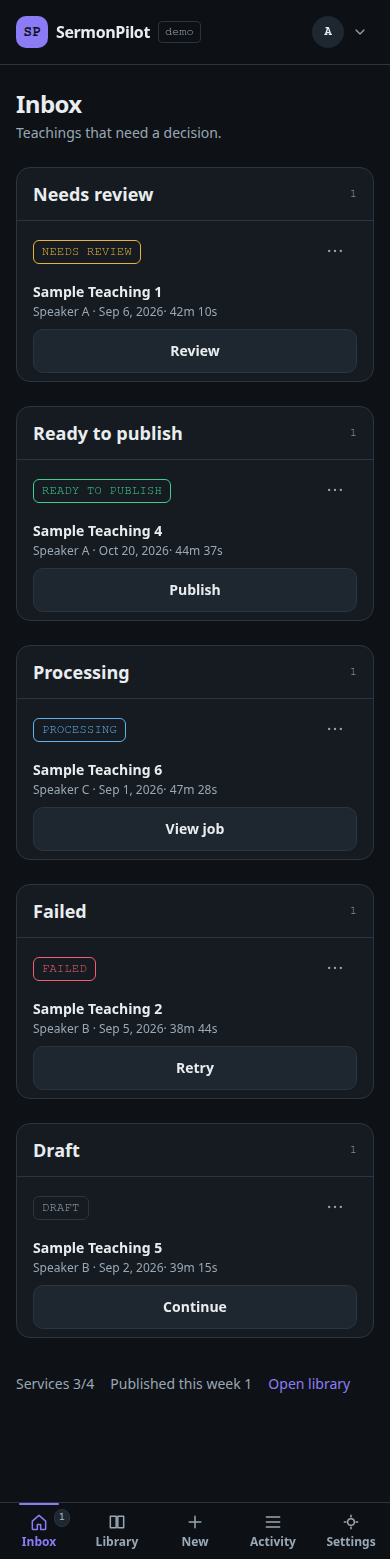 SP SermonPilot demo A
Inbox
Teachings that need a decision.
Needs review 1
NEEDS REVIEW ···
Sample Teaching 1
Speaker A · Sep 6, 2026· 42m 10s
Review
Ready to publish 1
READY TO PUBLISH ···
Sample Teaching 4
Speaker A · Oct 20, 2026· 44m 37s
Publish
Processing 1
PROCESSING ···
Sample Teaching 6
Speaker C · Sep 1, 2026· 47m 28s
View job
Failed 1
FAILED ···
Sample Teaching 2
Speaker B · Sep 5, 2026· 38m 44s
Retry
Draft 1
DRAFT ···
Sample Teaching 5
Speaker B · Sep 2, 2026· 39m 15s
Continue
Services 3/4 Published this week 1 Open library
1
Inbox Library New Activity Settings